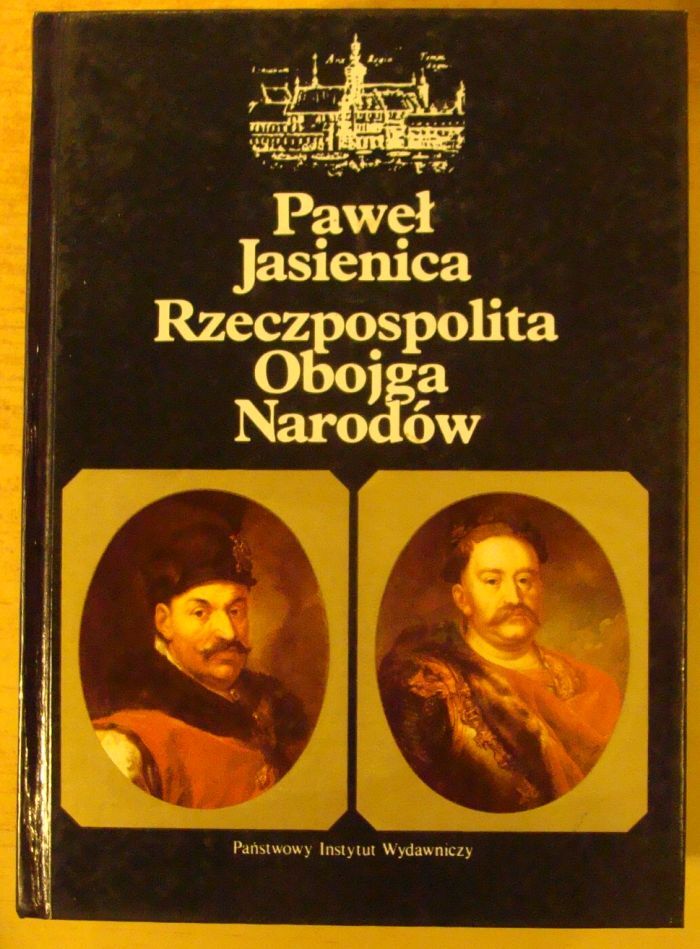 Paweł
Jasienica
Rzeczpospolita
Obojga
Narodów
Państwowy Instytut Wydawniczy